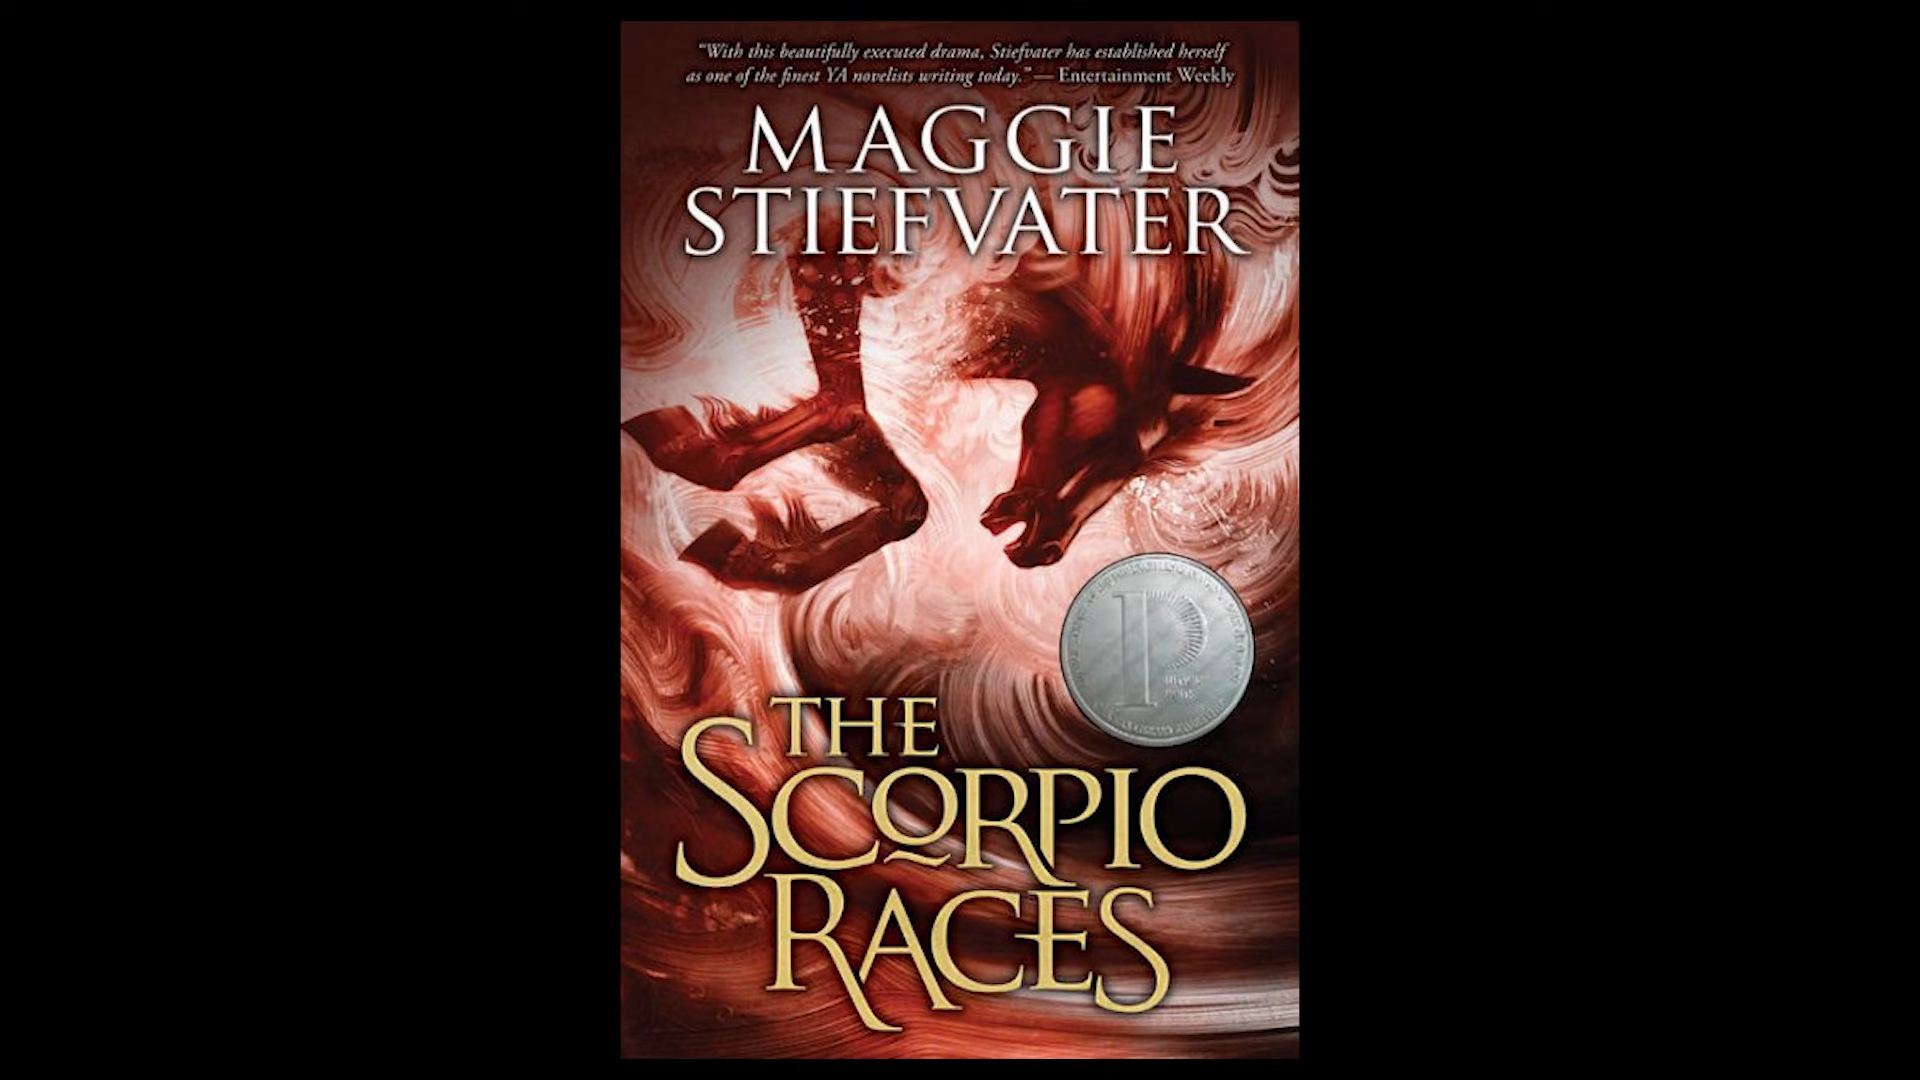 “With this beautifully executed drama, Stiefvater has established herself
as one of the finest YA novelists writing today.” — Entertainment Weekly
MAGGIE
STIEFVATER
P
THE
SCORPIO
RACES